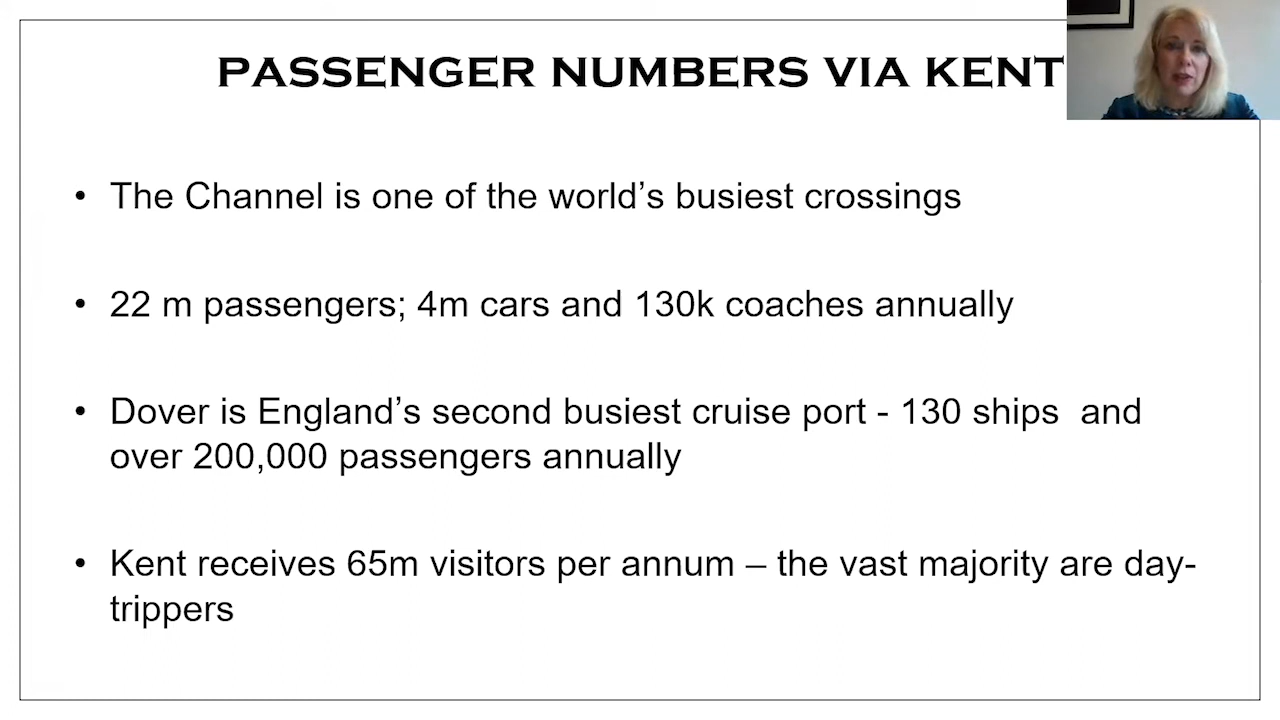 PASSENGER NUMBERS VIA KENT
• The Channel is one of the world’s busiest crossings
• 22 m passengers; 4m cars and 130k coaches annually
• Dover is England’s second busiest cruise port - 130 ships  and
over 200,000 passengers annually
• Kent receives 65m visitors per annum – the vast majority are day-
trippers